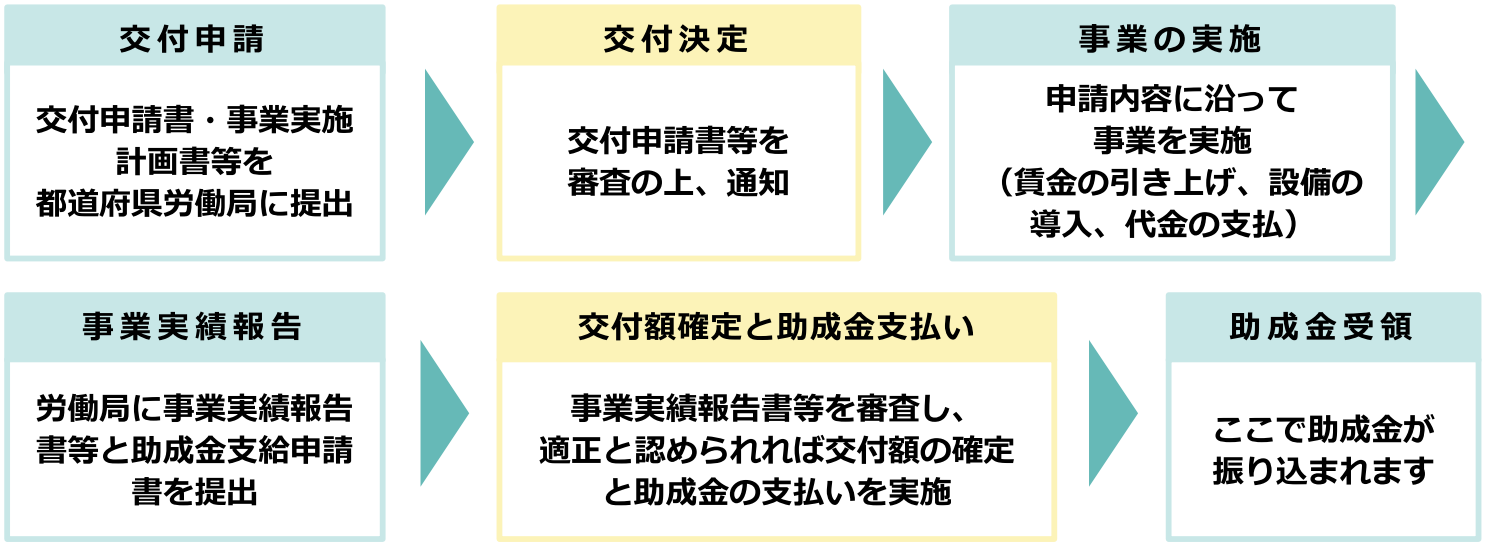 交付申請
交付申請書・事業実施
計画書等を
都道府県労働局に提出
交付決定
交付申請書等を
審査の上、通知
事業の実施
申請内容に沿って
事業を実施
（賃金の引き上げ、設備の
導入、代金の支払）
事業実績報告
労働局に事業実績報告
書等と助成金支給申請
書を提出
交付額確定と助成金支払い
事業実績報告書等を審査し、
適正と認められれば交付額の確定
と助成金の支払いを実施
助成金受領
ここで助成金が
振り込まれます